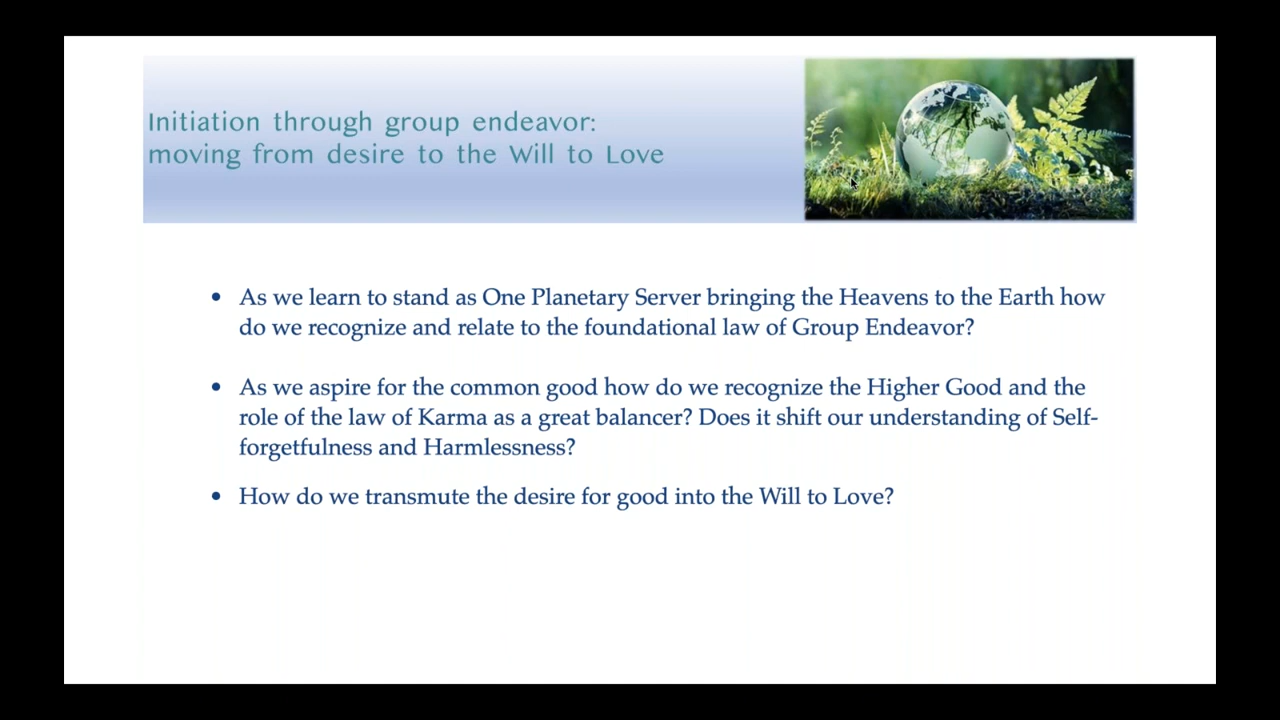 Initiation through group endeavor:
moving from desire to the Will to Love
• As we learn to stand as One Planetary Server bringing the Heavens to the Earth how
do we recognize and relate to the foundational law of Group Endeavor?
• As we aspire for the common good how do we recognize the Higher Good and the
role of the law of Karma as a great balancer? Does it shift our understanding of Self-
forgetfulness and Harmlessness?
• How do we transmute the desire for good into the Will to Love?